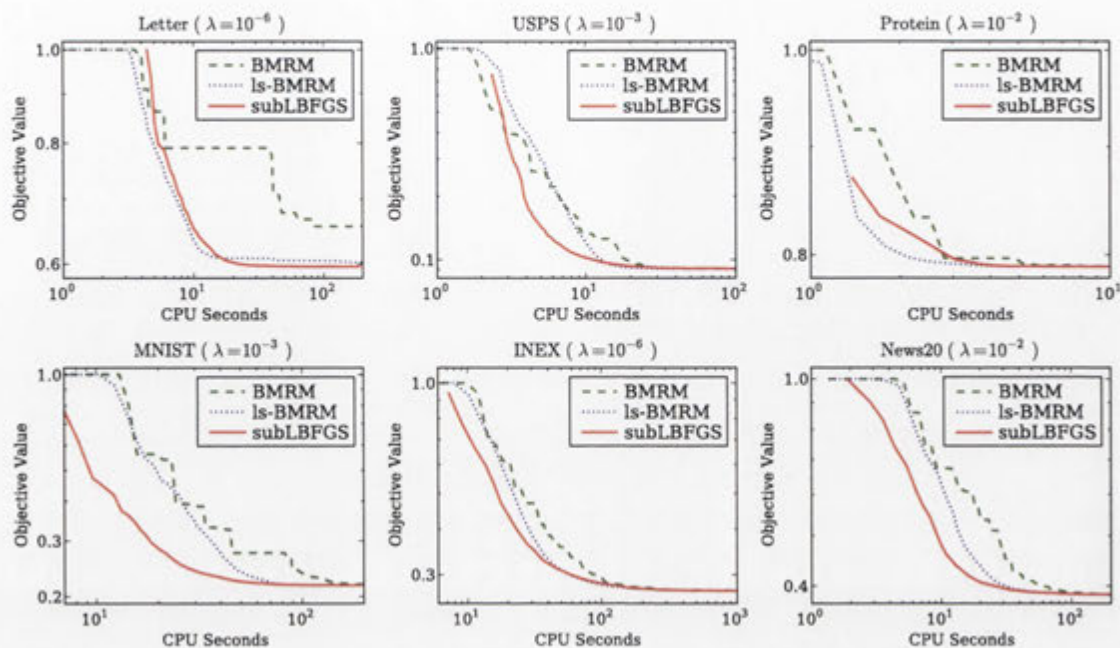 Letter ( λ=10⁻⁶)
Objective Value
1.0
0.8
0.6
BMRM
ls-BMRM
subLBFGS
10⁰
10¹
10²
CPU Seconds
USPS ( λ=10⁻³)
Objective Value
1.0
0.1
BMRM
ls-BMRM
subLBFGS
10⁰
10¹
10²
CPU Seconds
Protein ( λ=10⁻²)
Objective Value
1.0
0.8
BMRM
ls-BMRM
subLBFGS
10²
10³
CPU Seconds
MNIST ( λ=10⁻³)
Objective Value
1.0
0.3
0.2
BMRM
ls-BMRM
subLBFGS
10¹
10²
CPU Seconds
INEX ( λ=10⁻⁶)
Objective Value
1.0
0.3
BMRM
ls-BMRM
subLBFGS
10¹
10²
10³
CPU Seconds
News20 ( λ=10⁻²)
Objective Value
1.0
0.4
BMRM
ls-BMRM
subLBFGS
10⁰
10¹
10²
CPU Seconds